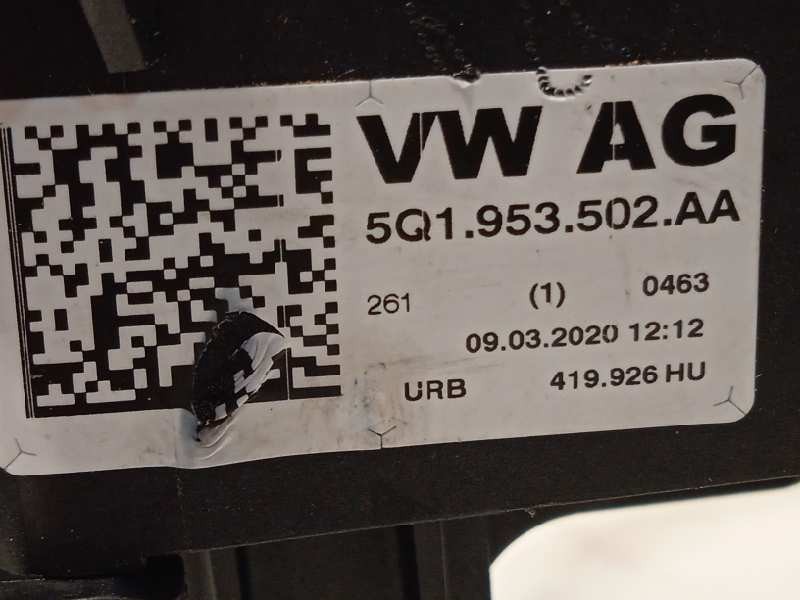 VW AG
5Q1.953.502.AA
261 (1) 0463
09.03.2020 12:12
URB 419.926 HU